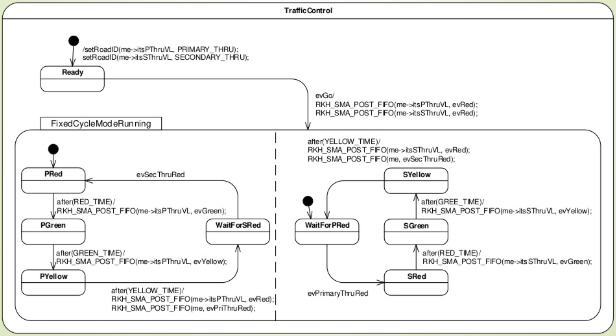 TrafficControl
/setRoadID(me->itsPThruVL, PRIMARY_THRU);
setRoadID(me->itsSThruVL, SECONDARY_THRU);
Ready
evGo/
RKH_SMA_POST_FIFO(me->itsPThruVL, evRed);
RKH_SMA_POST_FIFO(me->itsSThruVL, evRed);
FixedCycleModeRunning
PRed
evSecThruRed
after(RED_TIME)/
RKH_SMA_POST_FIFO(me->itsPThruVL, evGreen);
PGreen
WaitForSRed
after(GREEN_TIME)/
RKH_SMA_POST_FIFO(me->itsPThruVL, evYellow);
PYellow
after(YELLOW_TIME)/
RKH_SMA_POST_FIFO(me->itsPThruVL, evRed);
RKH_SMA_POST_FIFO(me, evPriThruRed);
after(YELLOW_TIME)/
RKH_SMA_POST_FIFO(me->itsSThruVL, evRed);
RKH_SMA_POST_FIFO(me, evSecThruRed);
SYellow
after(GREE_TIME)/
RKH_SMA_POST_FIFO(me->itsSThruVL, evYellow);
WaitForPRed
SGreen
after(RED_TIME)/
RKH_SMA_POST_FIFO(me->itsSThruVL, evGreen);
SRed
evPrimaryThruRed